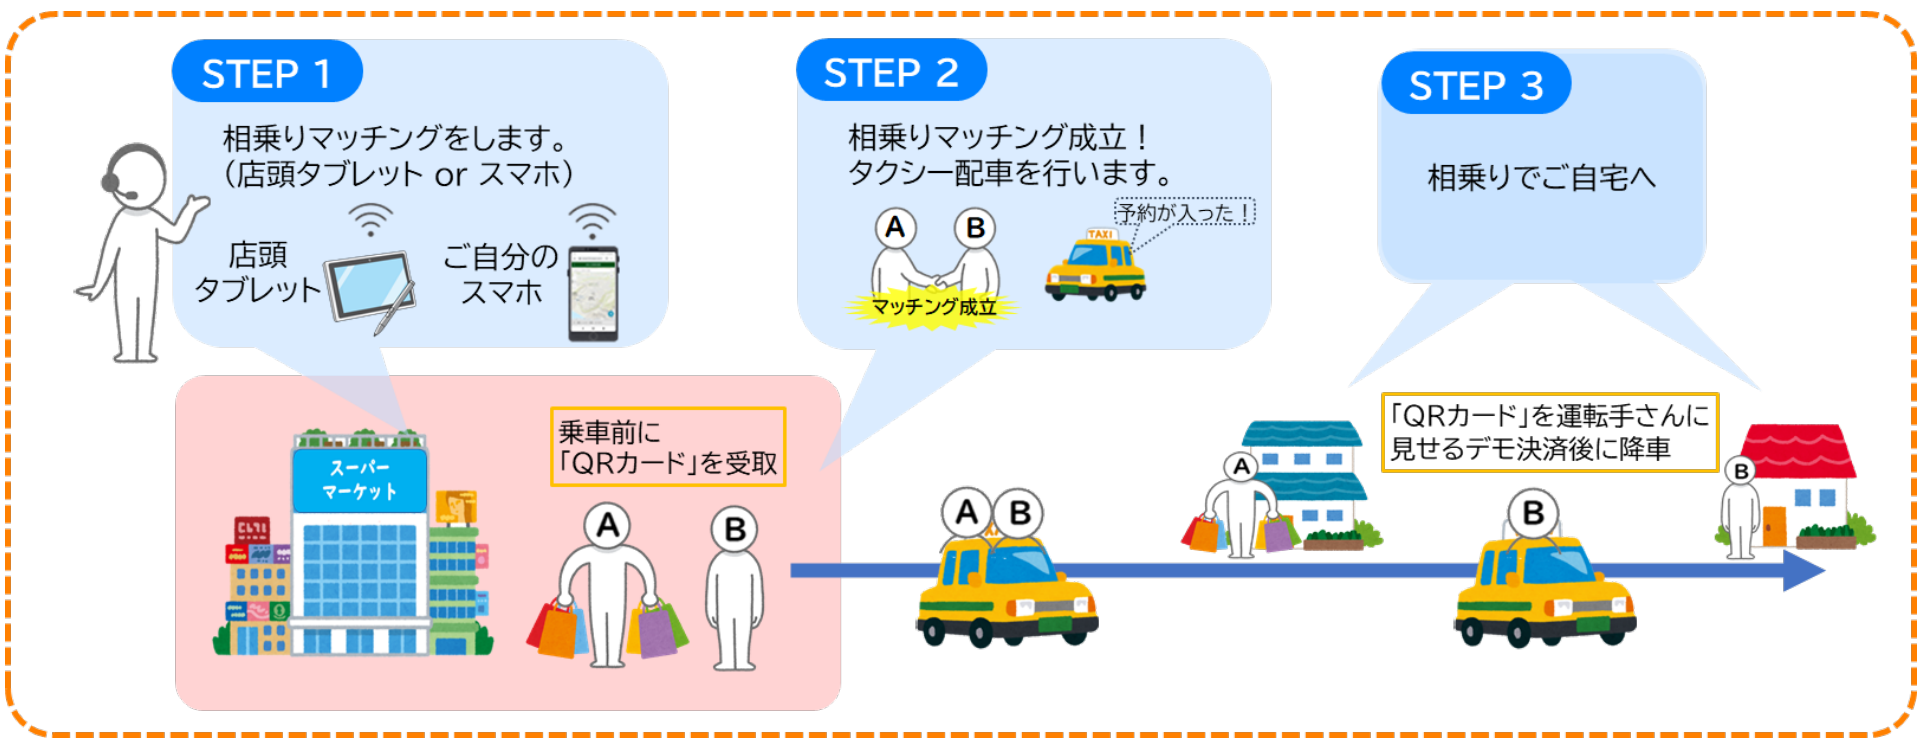 STEP 1
相乗りマッチングをします。
（店頭タブレット or スマホ）
店頭
タブレット
ご自分の
スマホ
STEP 2
相乗りマッチング成立！
タクシー配車を行います。
A
B
マッチング成立
TAXI
予約が入った！
STEP 3
相乗りでご自宅へ
スーパー
マーケット
乗車前に
「QRカード」を受取
A
B
A
B
A
「QRカード」を運転手さんに
見せるデモ決済後に降車
B
B